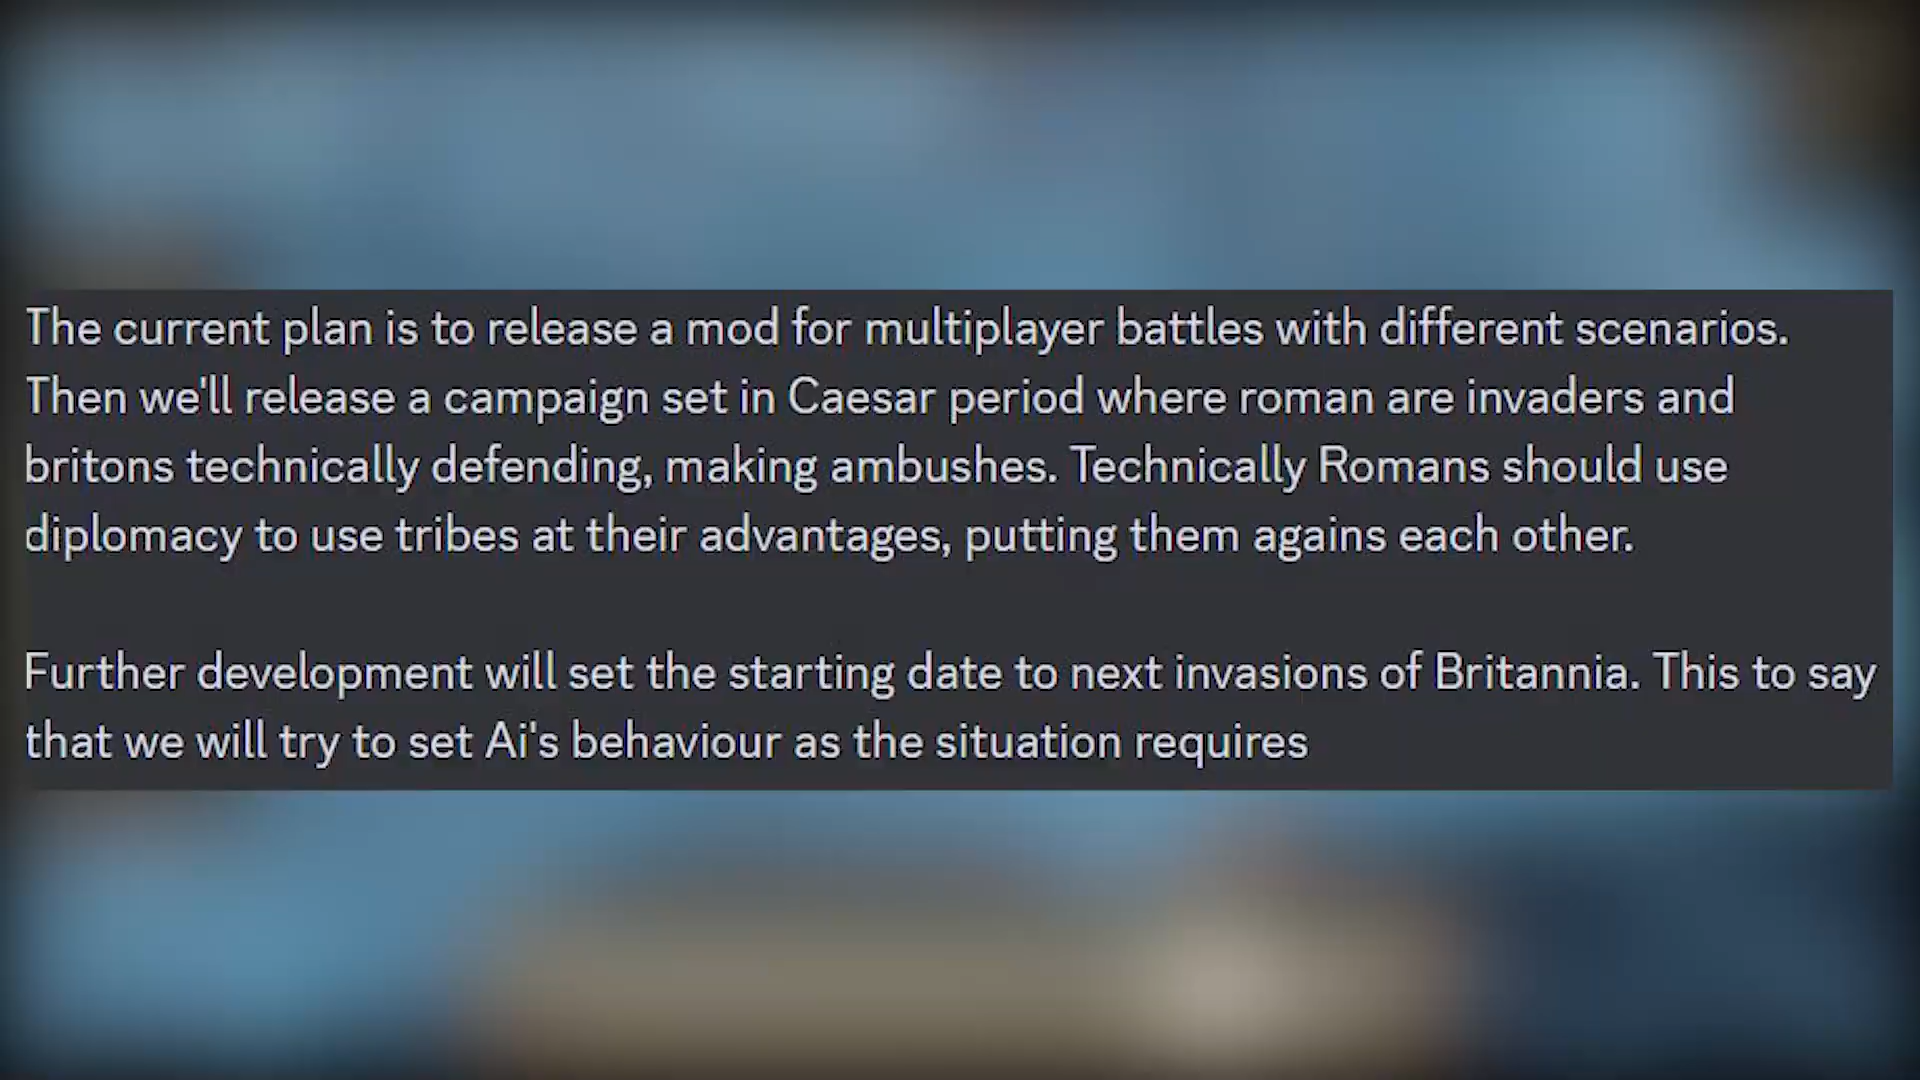 The current plan is to release a mod for multiplayer battles with different scenarios.
Then we'll release a campaign set in Caesar period where roman are invaders and
britons technically defending, making ambushes. Technically Romans should use
diplomacy to use tribes at their advantages, putting them agains each other.
Further development will set the starting date to next invasions of Britannia. This to say
that we will try to set Ai's behaviour as the situation requires